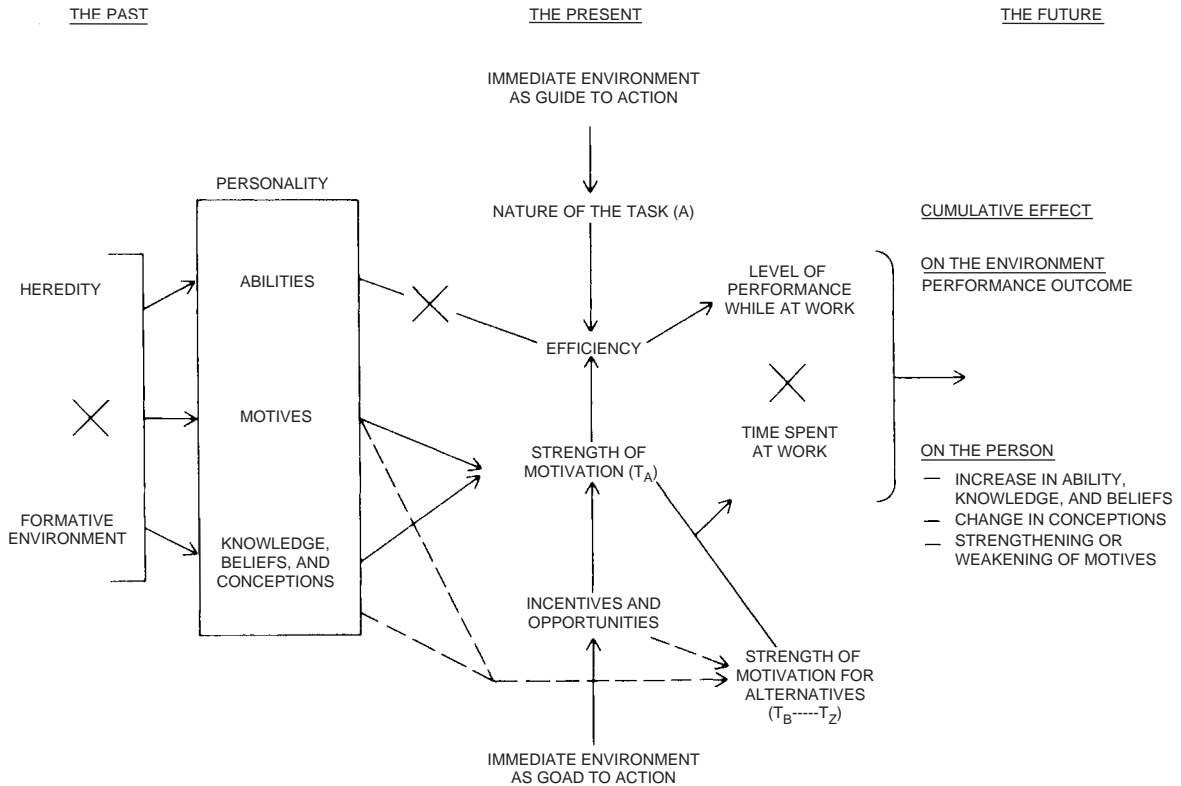 THE PAST
THE PRESENT
THE FUTURE
IMMEDIATE ENVIRONMENT
AS GUIDE TO ACTION
PERSONALITY
NATURE OF THE TASK (A)
CUMULATIVE EFFECT
HEREDITY
ABILITIES
LEVEL OF
PERFORMANCE
WHILE AT WORK
ON THE ENVIRONMENT
PERFORMANCE OUTCOME
EFFICIENCY
MOTIVES
STRENGTH OF
MOTIVATION (TA)
TIME SPENT
AT WORK
ON THE PERSON
— INCREASE IN ABILITY,
KNOWLEDGE, AND BELIEFS
— CHANGE IN CONCEPTIONS
— STRENGTHENING OR
WEAKENING OF MOTIVES
FORMATIVE
ENVIRONMENT
KNOWLEDGE,
BELIEFS, AND
CONCEPTIONS
INCENTIVES AND
OPPORTUNITIES
STRENGTH OF
MOTIVATION FOR
ALTERNATIVES
(TB-----TZ)
IMMEDIATE ENVIRONMENT
AS GOAD TO ACTION